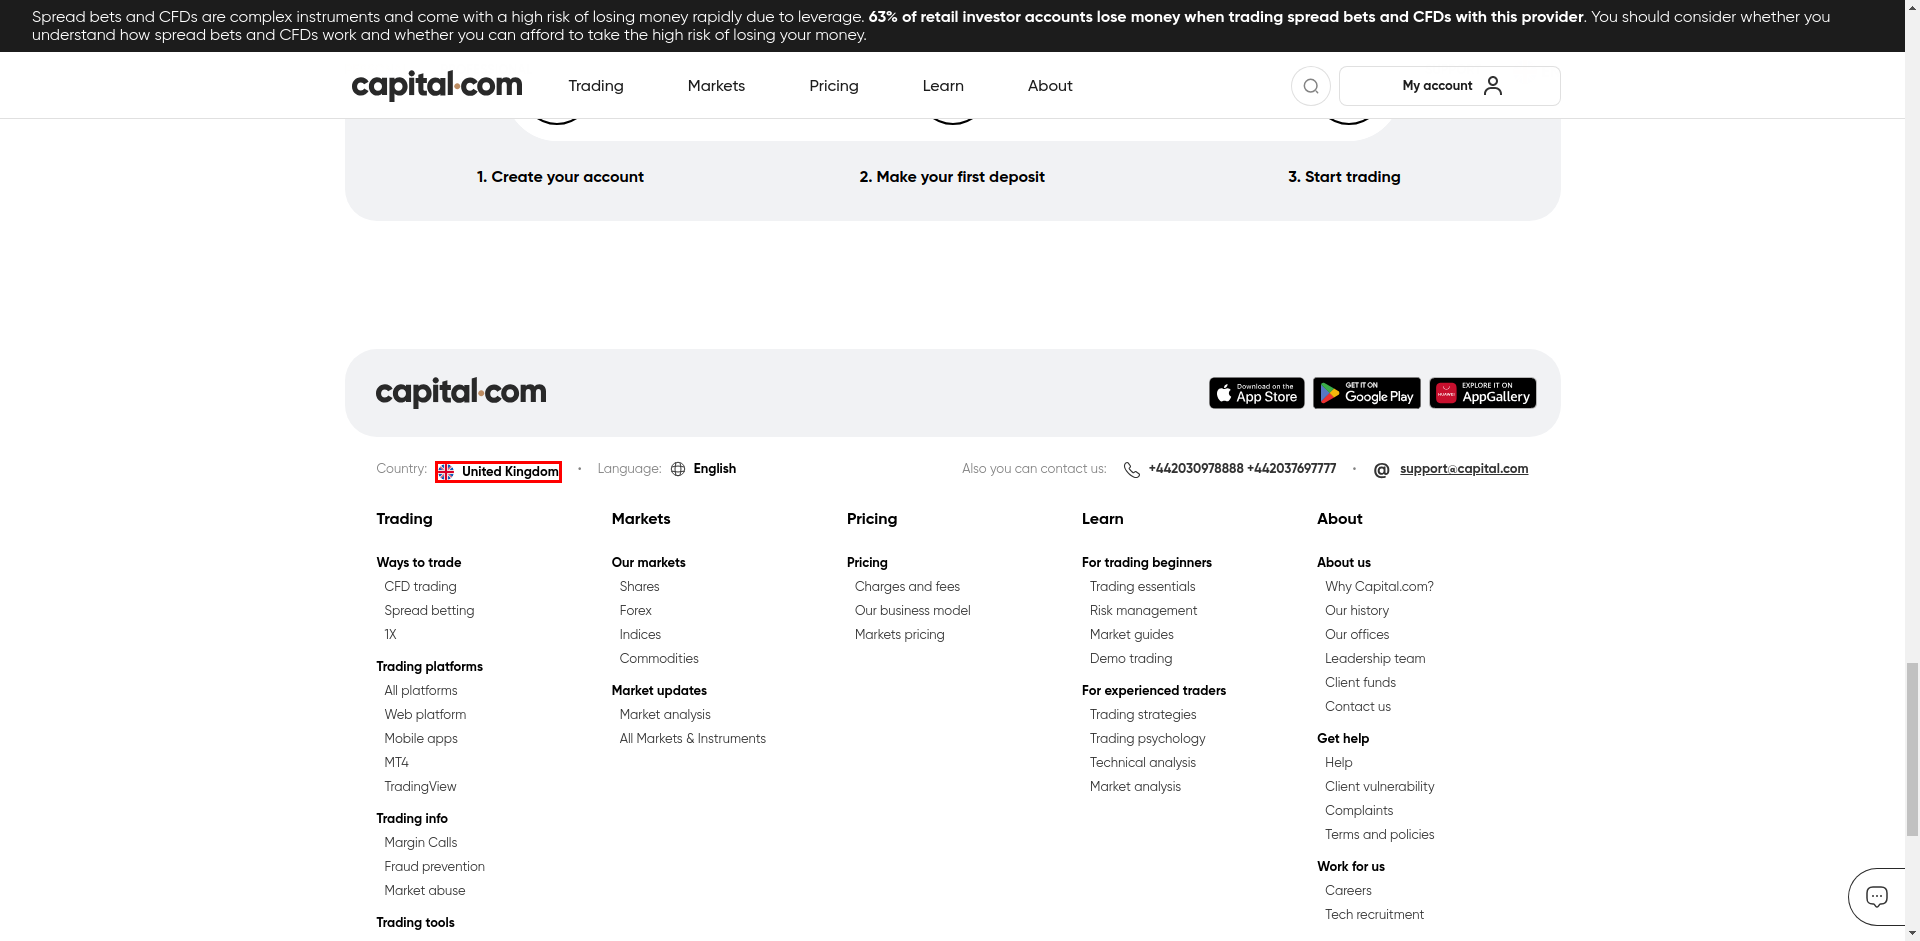 Spread bets and CFDs are complex instruments and come with a high risk of losing money rapidly due to leverage. 63% of retail investor accounts lose money when trading spread bets and CFDs with this provider. You should consider whether you
understand how spread bets and CFDs work and whether you can afford to take the high risk of losing your money.
capital.com
Trading
Markets
Pricing
Learn
About
My account
1. Create your account
2. Make your first deposit
3. Start trading
capital.com
Download on the
App Store
GET IT ON
Google Play
HUAWEI
EXPLORE IT ON
AppGallery
Country: United Kingdom
Language: English
Also you can contact us: +442030978888 +442037697777
@ support@capital.com
Trading
Ways to trade
CFD trading
Spread betting
1X
Trading platforms
All platforms
Web platform
Mobile apps
MT4
TradingView
Trading info
Margin Calls
Fraud prevention
Market abuse
Trading tools
Markets
Our markets
Shares
Forex
Indices
Commodities
Market updates
Market analysis
All Markets & Instruments
Pricing
Pricing
Charges and fees
Our business model
Markets pricing
Learn
For trading beginners
Trading essentials
Risk management
Market guides
Demo trading
For experienced traders
Trading strategies
Trading psychology
Technical analysis
Market analysis
About
About us
Why Capital.com?
Our history
Our offices
Leadership team
Client funds
Contact us
Get help
Help
Client vulnerability
Complaints
Terms and policies
Work for us
Careers
Tech recruitment